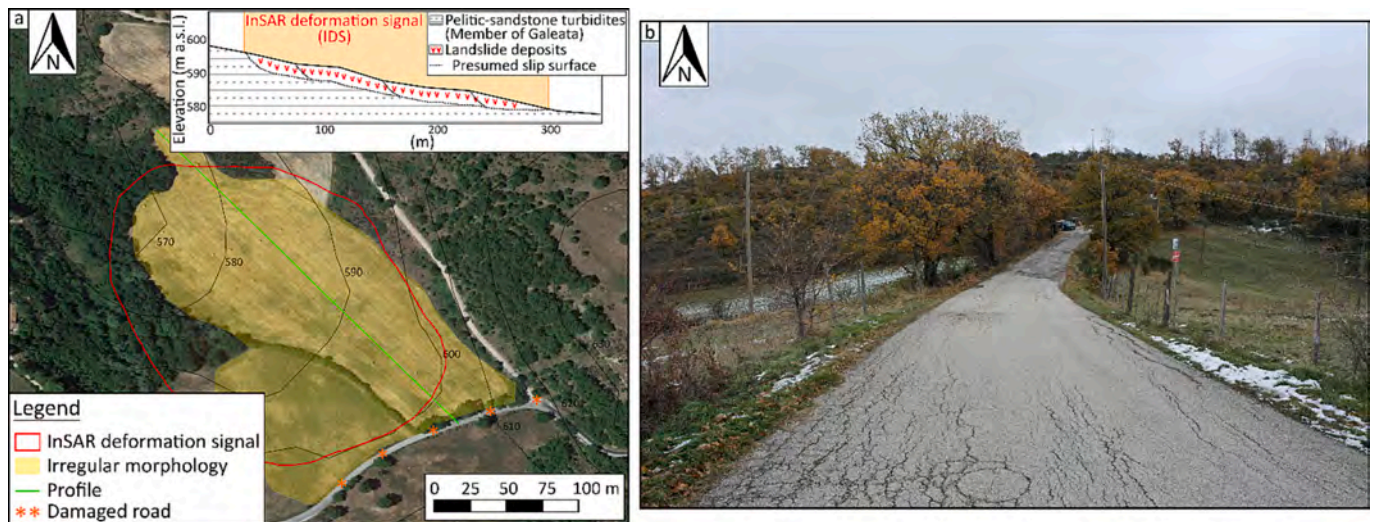 a
N
InSAR deformation signal
(IDS)
Pelitic-sandstone turbidites
(Member of Galeata)
Landslide deposits
Presumed slip surface
Elevation (m a.s.l.)
600
590
580
0
100
200
300
(m)
570
580
590
600
610
Legend
InSAR deformation signal
Irregular morphology
Profile
Damaged road
0 25 50 75 100 m
b
N